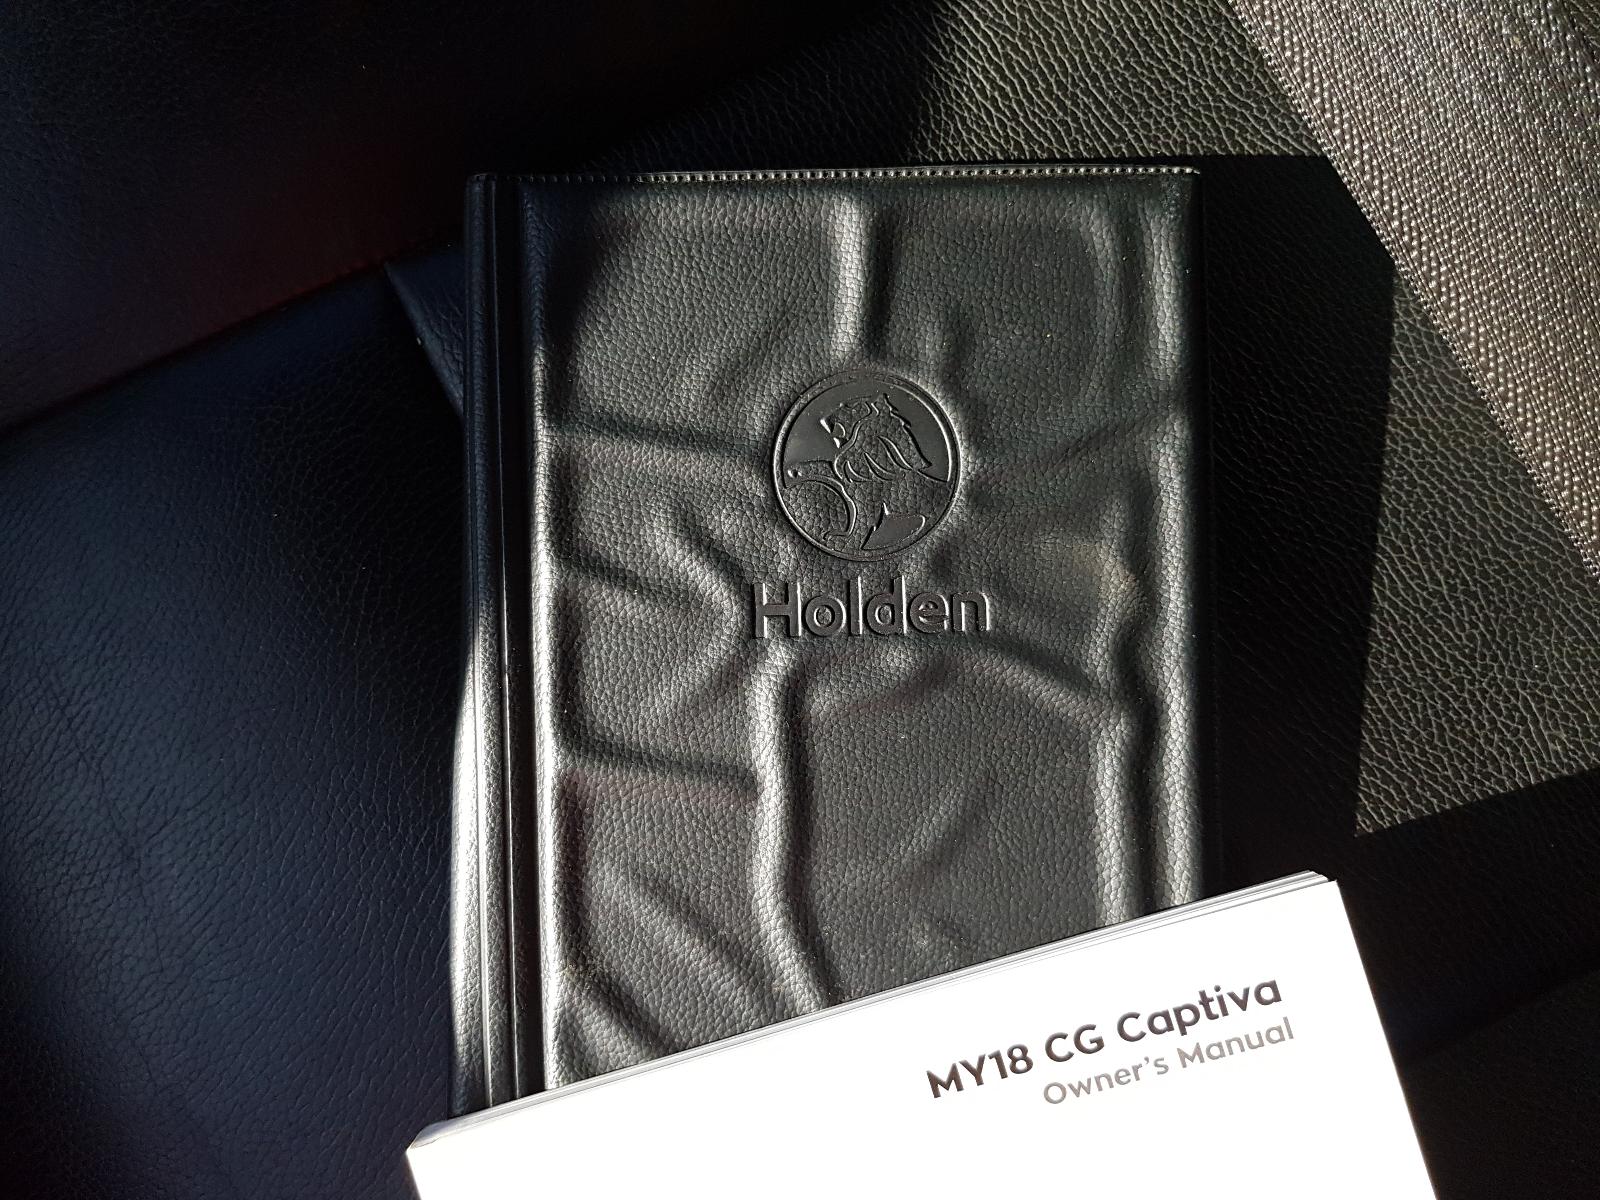 Holden
MY18 CG Captiva
Owner's Manual